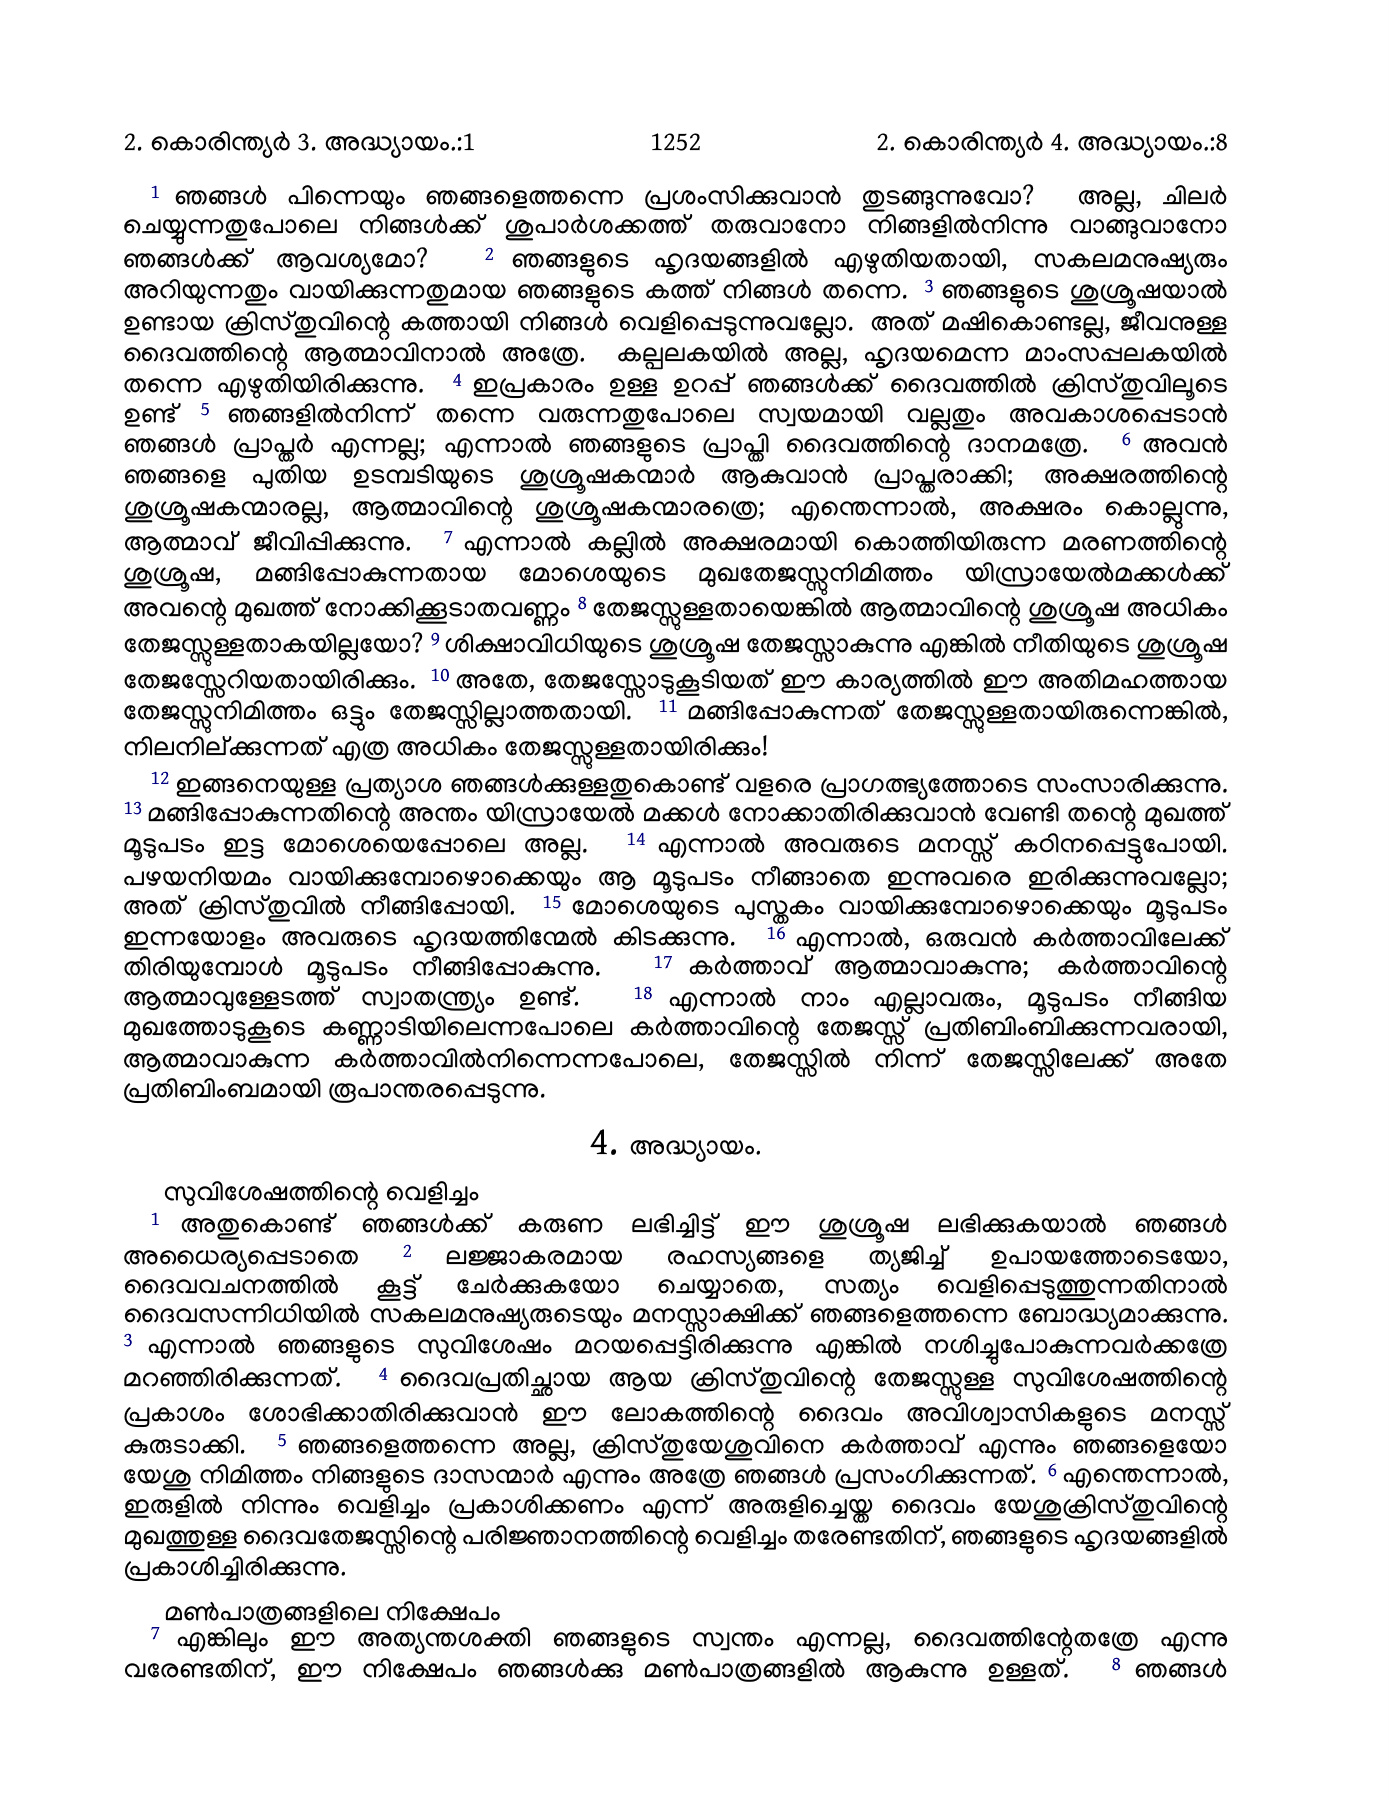 2. കൊരിന്ത്യർ 3. അദ്ധ്യായം.:1 1252 2. കൊരിന്ത്യർ 4. അദ്ധ്യായം.:8
1 ഞങ്ങൾ പിന്നെയും ഞങ്ങളെത്തന്നെ പ്രശംസിക്കുവാൻ തുടങ്ങുന്നുവോ? അല്ല, ചിലർ
ചെയ്യുന്നതുപോലെ നിങ്ങൾക്ക് ശുപാർശക്കത്ത് തരുവാനോ നിങ്ങളിൽനിന്നു വാങ്ങുവാനോ
ഞങ്ങൾക്ക് ആവശ്യമോ? 2 ഞങ്ങളുടെ ഹൃദയങ്ങളിൽ എഴുതിയതായി, സകലമനുഷ്യരും
അറിയുന്നതും വായിക്കുന്നതുമായ ഞങ്ങളുടെ കത്ത് നിങ്ങൾ തന്നെ. 3 ഞങ്ങളുടെ ശുശ്രൂഷയാൽ
ഉണ്ടായ ക്രിസ്തുവിന്റെ കത്തായി നിങ്ങൾ വെളിപ്പെടുന്നുവല്ലോ. അത് മഷികൊണ്ടല്ല, ജീവനുള്ള
ദൈവത്തിന്റെ ആത്മാവിനാൽ അത്രേ. കല്പലകയിൽ അല്ല, ഹൃദയമെന്ന മാംസപ്പലകയിൽ
തന്നെ എഴുതിയിരിക്കുന്നു. 4 ഇപ്രകാരം ഉള്ള ഉറപ്പ് ഞങ്ങൾക്ക് ദൈവത്തിൽ ക്രിസ്തുവിലൂടെ
ഉണ്ട് 5 ഞങ്ങളിൽനിന്ന് തന്നെ വരുന്നതുപോലെ സ്വയമായി വല്ലതും അവകാശപ്പെടാൻ
ഞങ്ങൾ പ്രാപ്തർ എന്നല്ല; എന്നാൽ ഞങ്ങളുടെ പ്രാപ്തി ദൈവത്തിന്റെ ദാനമത്രേ. 6 അവൻ
ഞങ്ങളെ പുതിയ ഉടമ്പടിയുടെ ശുശ്രൂഷകന്മാർ ആകുവാൻ പ്രാപ്തരാക്കി; അക്ഷരത്തിന്റെ
ശുശ്രൂഷകന്മാരല്ല, ആത്മാവിന്റെ ശുശ്രൂഷകന്മാരത്രെ; എന്തെന്നാൽ, അക്ഷരം കൊല്ലുന്നു,
ആത്മാവ് ജീവിപ്പിക്കുന്നു. 7 എന്നാൽ കല്ലിൽ അക്ഷരമായി കൊത്തിയിരുന്ന മരണത്തിന്റെ
ശുശ്രൂഷ, മങ്ങിപ്പോകുന്നതായ മോശെയുടെ മുഖതേജസ്സുനിമിത്തം യിസ്രായേൽമക്കൾക്ക്
അവന്റെ മുഖത്ത് നോക്കിക്കൂടാതവണ്ണം 8 തേജസ്സുള്ളതായെങ്കിൽ ആത്മാവിന്റെ ശുശ്രൂഷ അധികം
തേജസ്സുള്ളതാകയില്ലയോ? 9 ശിക്ഷാവിധിയുടെ ശുശ്രൂഷ തേജസ്സാകുന്നു എങ്കിൽ നീതിയുടെ ശുശ്രൂഷ
തേജസ്സേറിയതായിരിക്കും. 10 അതേ, തേജസ്സോടുകൂടിയത് ഈ കാര്യത്തിൽ ഈ അതിമഹത്തായ
തേജസ്സുനിമിത്തം ഒട്ടും തേജസ്സില്ലാത്തതായി. 11 മങ്ങിപ്പോകുന്നത് തേജസ്സുള്ളതായിരുന്നെങ്കിൽ,
നിലനില്ക്കുന്നത് എത്ര അധികം തേജസ്സുള്ളതായിരിക്കും!
12 ഇങ്ങനെയുള്ള പ്രത്യാശ ഞങ്ങൾക്കുള്ളതുകൊണ്ട് വളരെ പ്രാഗത്ഭ്യത്തോടെ സംസാരിക്കുന്നു.
13 മങ്ങിപ്പോകുന്നതിന്റെ അന്തം യിസ്രായേൽ മക്കൾ നോക്കാതിരിക്കുവാൻ വേണ്ടി തന്റെ മുഖത്ത്
മൂടുപടം ഇട്ട മോശെയെപ്പോലെ അല്ല. 14 എന്നാൽ അവരുടെ മനസ്സ് കഠിനപ്പെട്ടുപോയി.
പഴയനിയമം വായിക്കുമ്പോഴൊക്കെയും ആ മൂടുപടം നീങ്ങാതെ ഇന്നുവരെ ഇരിക്കുന്നുവല്ലോ;
അത് ക്രിസ്തുവിൽ നീങ്ങിപ്പോയി. 15 മോശെയുടെ പുസ്തകം വായിക്കുമ്പോഴൊക്കെയും മൂടുപടം
ഇന്നയോളം അവരുടെ ഹൃദയത്തിന്മേൽ കിടക്കുന്നു. 16 എന്നാൽ, ഒരുവൻ കർത്താവിലേക്ക്
തിരിയുമ്പോൾ മൂടുപടം നീങ്ങിപ്പോകുന്നു. 17 കർത്താവ് ആത്മാവാകുന്നു; കർത്താവിന്റെ
ആത്മാവുള്ളേടത്ത് സ്വാതന്ത്ര്യം ഉണ്ട്. 18 എന്നാൽ നാം എല്ലാവരും, മൂടുപടം നീങ്ങിയ
മുഖത്തോടുകൂടെ കണ്ണാടിയിലെന്നപോലെ കർത്താവിന്റെ തേജസ്സ് പ്രതിബിംബിക്കുന്നവരായി,
ആത്മാവാകുന്ന കർത്താവിൽനിന്നെന്നപോലെ, തേജസ്സിൽ നിന്ന് തേജസ്സിലേക്ക് അതേ
പ്രതിബിംബമായി രൂപാന്തരപ്പെടുന്നു.
4. അദ്ധ്യായം.
സുവിശേഷത്തിന്റെ വെളിച്ചം
1 അതുകൊണ്ട് ഞങ്ങൾക്ക് കരുണ ലഭിച്ചിട്ട് ഈ ശുശ്രൂഷ ലഭിക്കുകയാൽ ഞങ്ങൾ
അധൈര്യപ്പെടാതെ 2 ലജ്ജാകരമായ രഹസ്യങ്ങളെ ത്യജിച്ച് ഉപായത്തോടെയോ,
ദൈവവചനത്തിൽ കൂട്ട് ചേർക്കുകയോ ചെയ്യാതെ, സത്യം വെളിപ്പെടുത്തുന്നതിനാൽ
ദൈവസന്നിധിയിൽ സകലമനുഷ്യരുടെയും മനസ്സാക്ഷിക്ക് ഞങ്ങളെത്തന്നെ ബോദ്ധ്യമാക്കുന്നു.
3 എന്നാൽ ഞങ്ങളുടെ സുവിശേഷം മറയപ്പെട്ടിരിക്കുന്നു എങ്കിൽ നശിച്ചുപോകുന്നവർക്കത്രേ
മറഞ്ഞിരിക്കുന്നത്. 4 ദൈവപ്രതിച്ഛായ ആയ ക്രിസ്തുവിന്റെ തേജസ്സുള്ള സുവിശേഷത്തിന്റെ
പ്രകാശം ശോഭിക്കാതിരിക്കുവാൻ ഈ ലോകത്തിന്റെ ദൈവം അവിശ്വാസികളുടെ മനസ്സ്
കുരുടാക്കി. 5 ഞങ്ങളെത്തന്നെ അല്ല, ക്രിസ്തുയേശുവിനെ കർത്താവ് എന്നും ഞങ്ങളെയോ
യേശു നിമിത്തം നിങ്ങളുടെ ദാസന്മാർ എന്നും അത്രേ ഞങ്ങൾ പ്രസംഗിക്കുന്നത്. 6 എന്തെന്നാൽ,
ഇരുളിൽ നിന്നും വെളിച്ചം പ്രകാശിക്കണം എന്ന് അരുളിച്ചെയ്ത ദൈവം യേശുക്രിസ്തുവിന്റെ
മുഖത്തുള്ള ദൈവതേജസ്സിന്റെ പരിജ്ഞാനത്തിന്റെ വെളിച്ചം തരേണ്ടതിന്, ഞങ്ങളുടെ ഹൃദയങ്ങളിൽ
പ്രകാശിച്ചിരിക്കുന്നു.
മൺപാത്രങ്ങളിലെ നിക്ഷേപം
7 എങ്കിലും ഈ അത്യന്തശക്തി ഞങ്ങളുടെ സ്വന്തം എന്നല്ല, ദൈവത്തിന്റേതത്രേ എന്നു
വരേണ്ടതിന്, ഈ നിക്ഷേപം ഞങ്ങൾക്കു മൺപാത്രങ്ങളിൽ ആകുന്നു ഉള്ളത്. 8 ഞങ്ങൾ